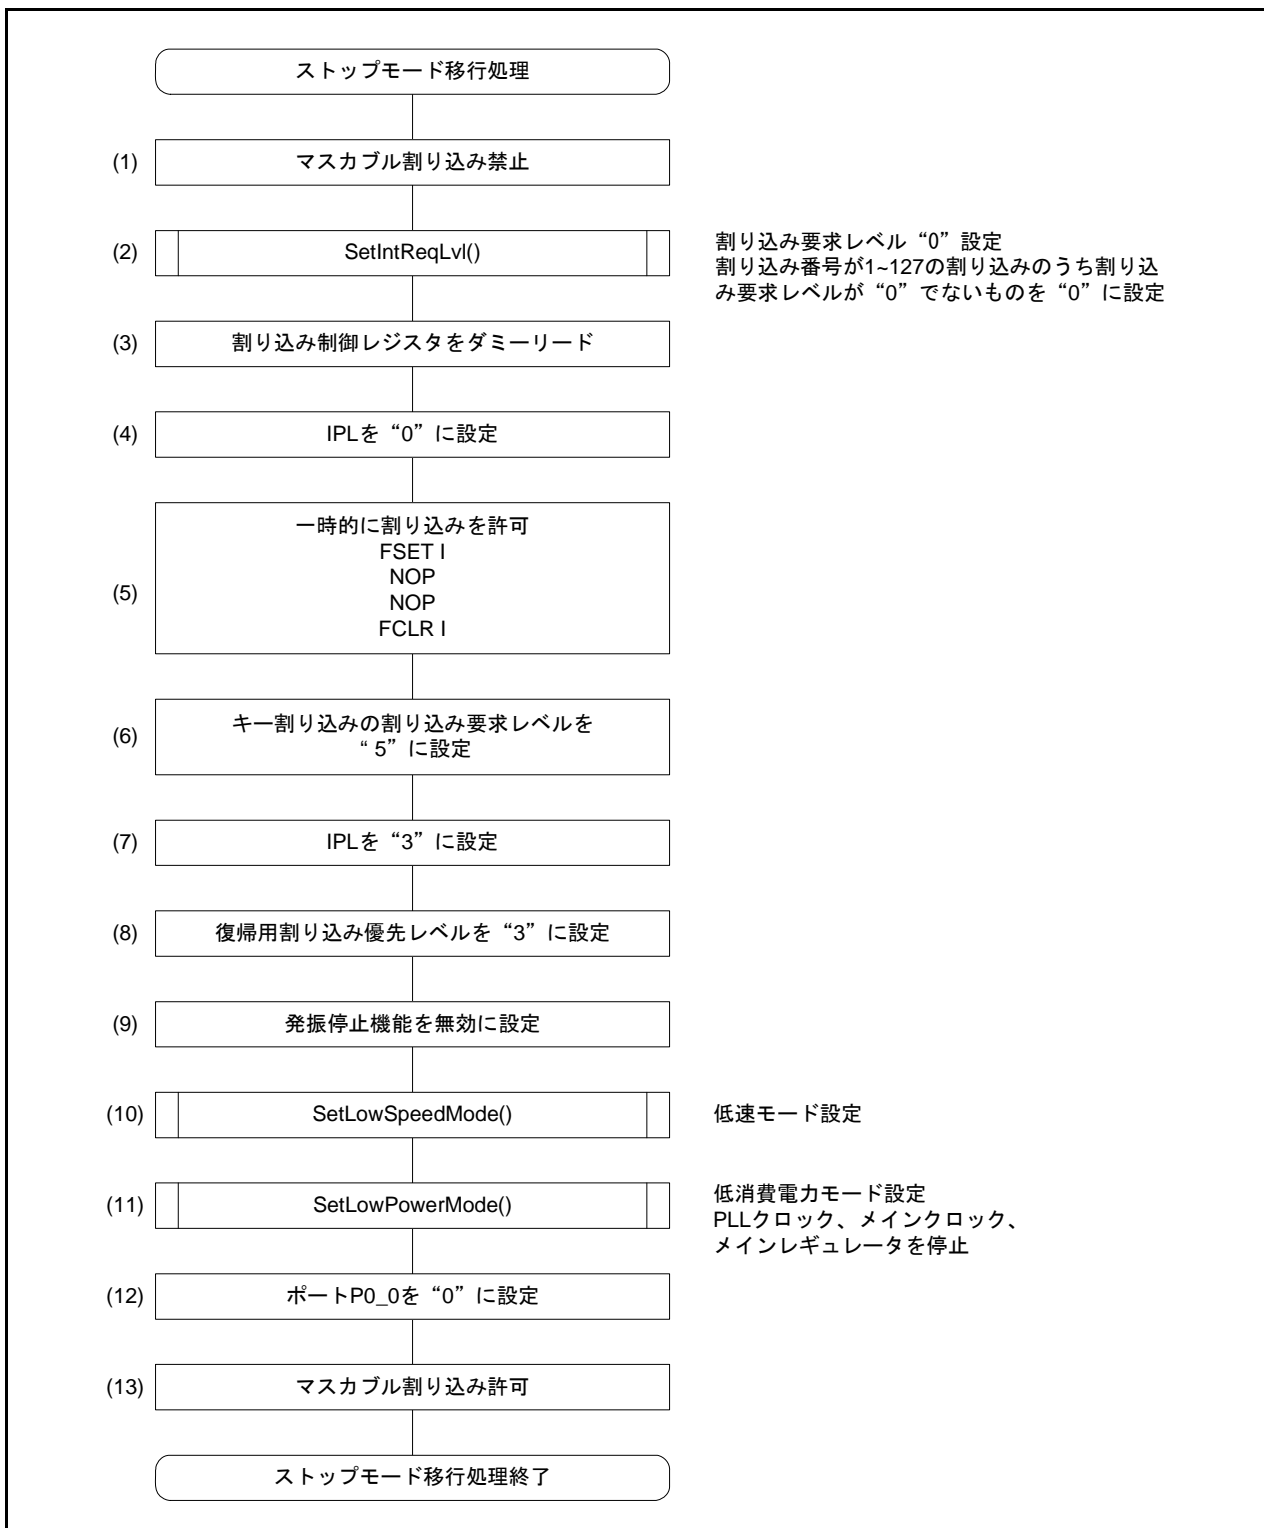 ストップモード移行処理
(1) マスカブル割り込み禁止
(2) SetIntReqLvl()
割り込み要求レベル“0”設定
割り込み番号が1~127の割り込みのうち割り込
み要求レベルが“0”でないものを“0”に設定
(3) 割り込み制御レジスタをダミーリード
(4) IPLを“0”に設定
(5) 一時的に割り込みを許可
FSET I
NOP
NOP
FCLR I
(6) キー割り込みの割り込み要求レベルを
“ 5”に設定
(7) IPLを“3”に設定
(8) 復帰用割り込み優先レベルを“3”に設定
(9) 発振停止機能を無効に設定
(10) SetLowSpeedMode() 低速モード設定
(11) SetLowPowerMode()
低消費電力モード設定
PLLクロック、メインクロック、
メインレギュレータを停止
(12) ポートP0_0を“0”に設定
(13) マスカブル割り込み許可
ストップモード移行処理終了